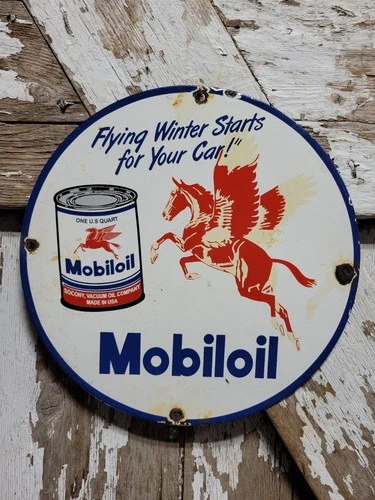 Flying Winter Starts
for Your Car!"
ONE U.S QUART
Mobiloil
SOCONY, VACUUM OIL COMPANY
MADE IN USA
Mobiloil